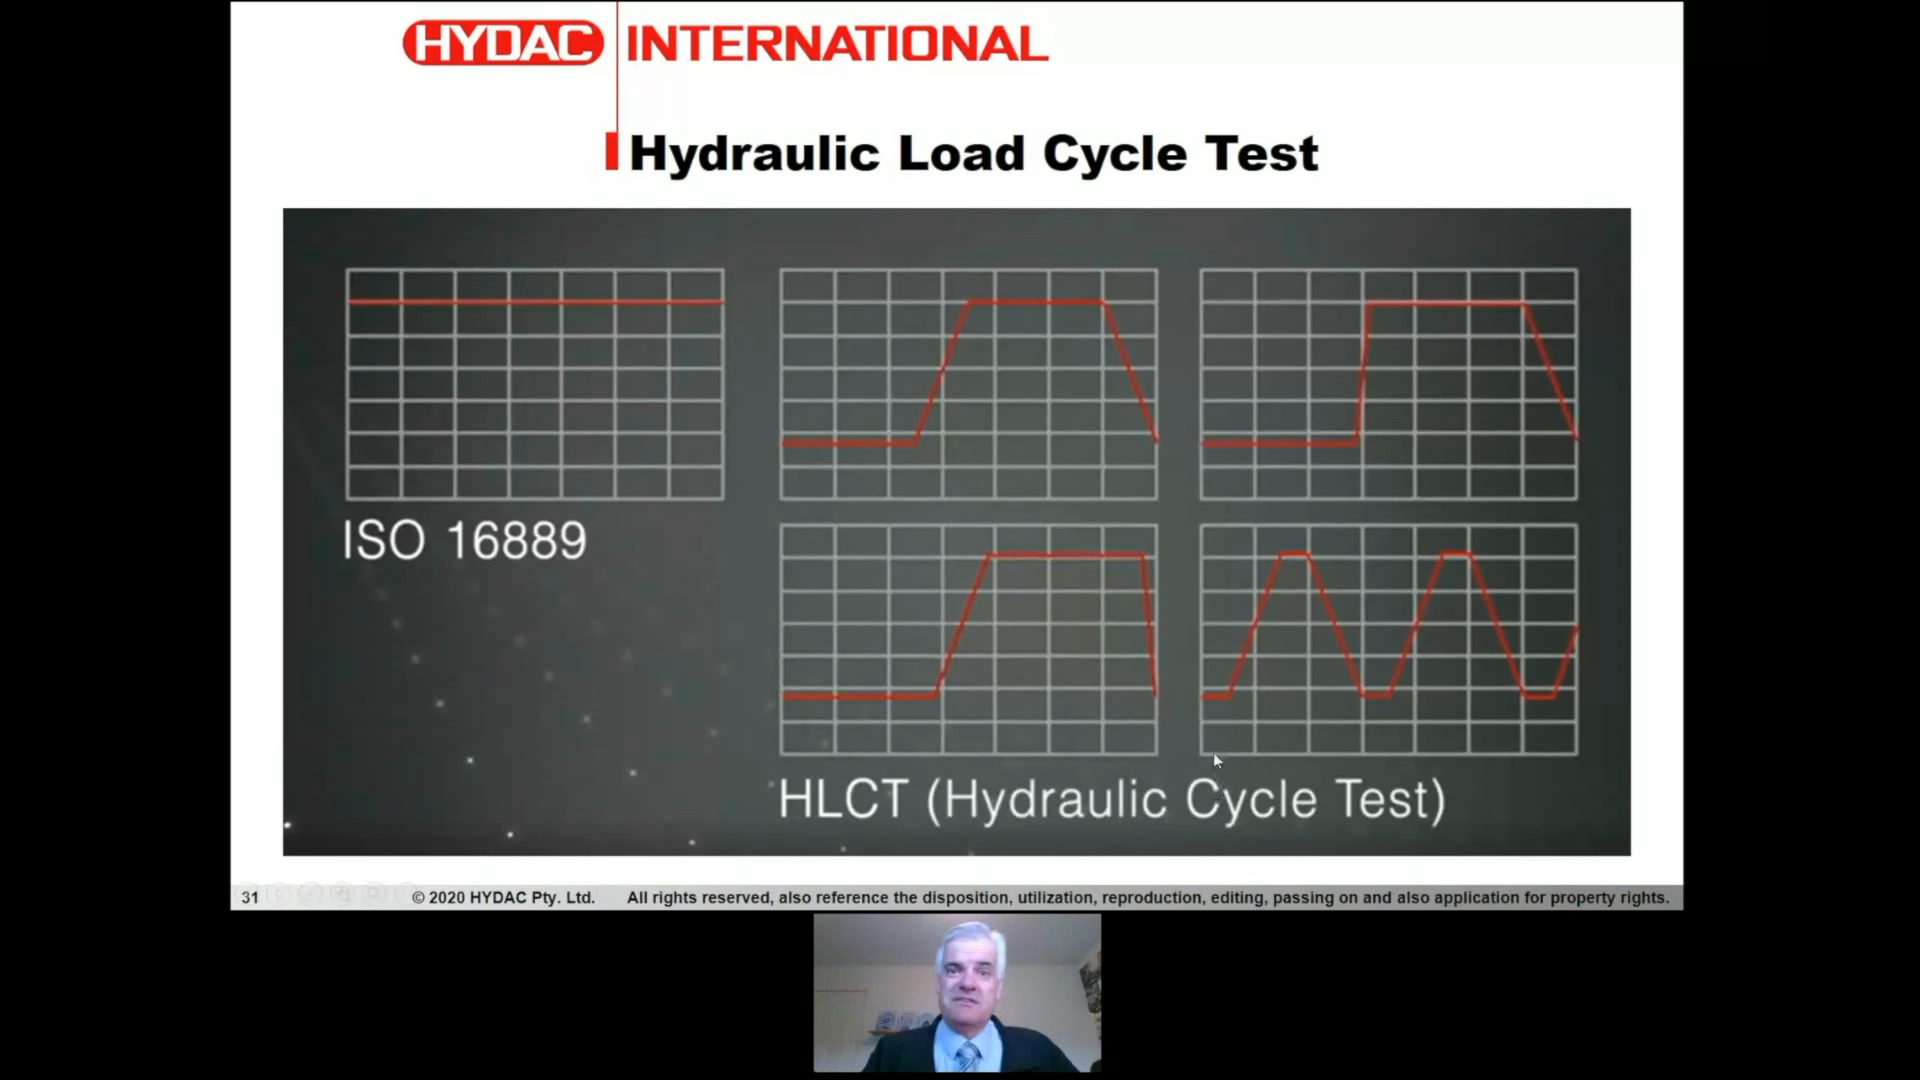 HYDAC INTERNATIONAL
Hydraulic Load Cycle Test
ISO 16889
HLCT (Hydraulic Cycle Test)
31 © 2020 HYDAC Pty. Ltd. All rights reserved, also reference the disposition, utilization, reproduction, editing, passing on and also application for property rights.